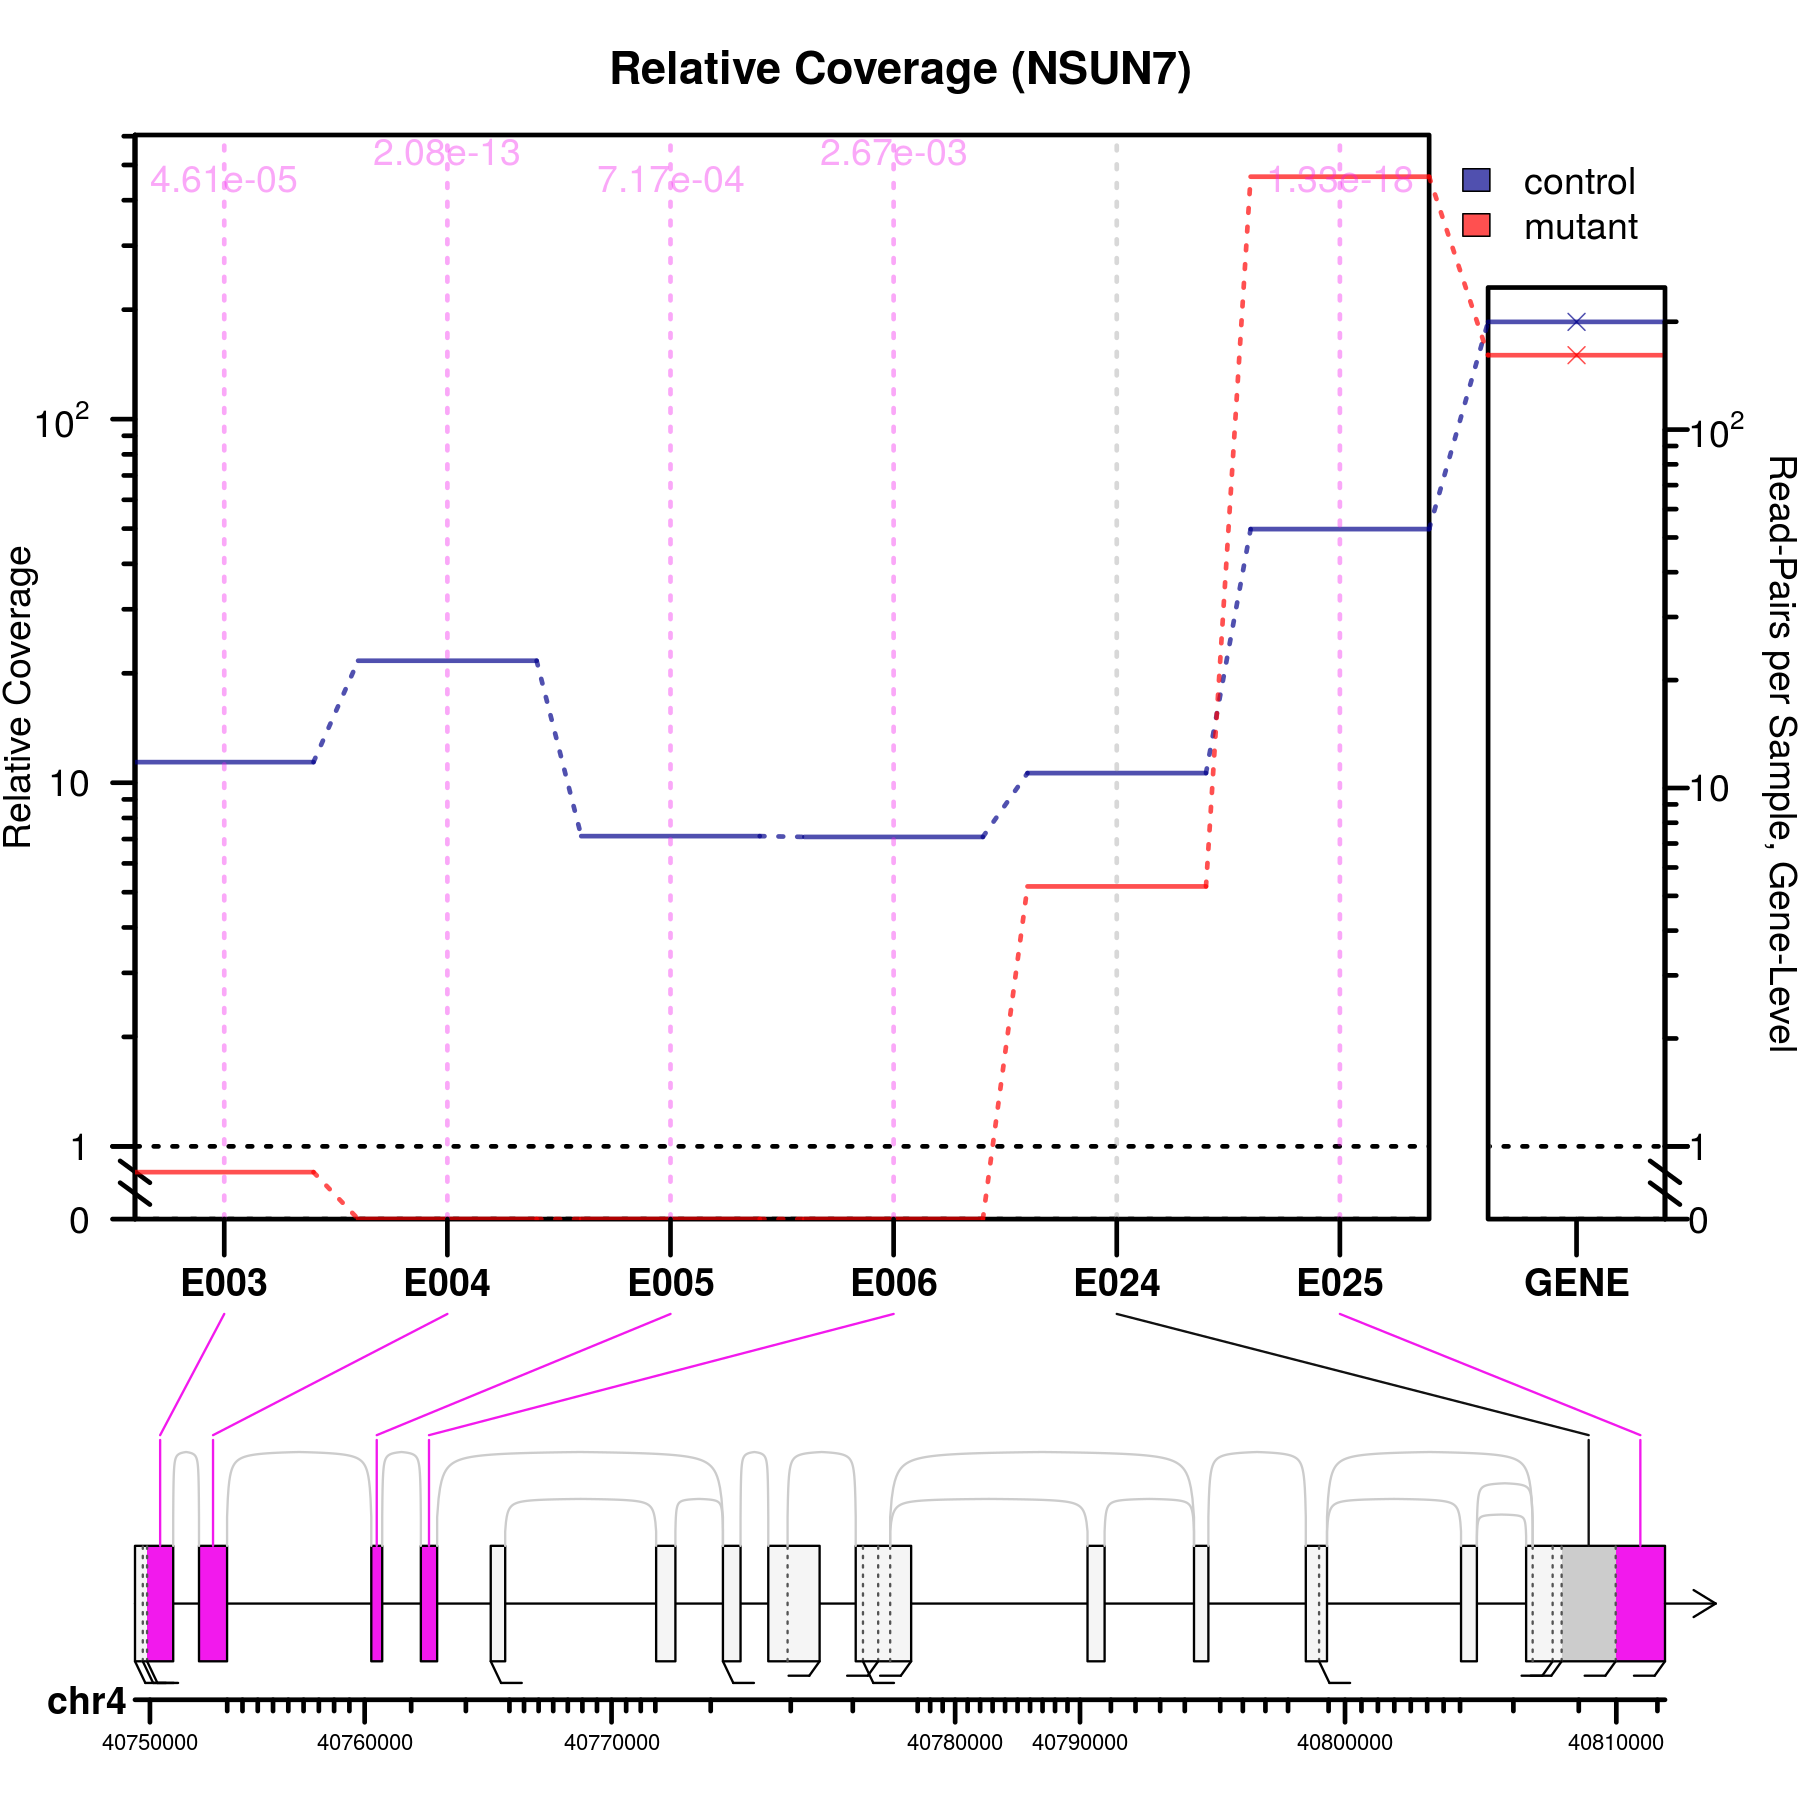 Relative Coverage (NSUN7)
2.08e-13 2.67e-03
4.61e-05 7.17e-04 1.33e-18
control
mutant
10²
10
1
0
Relative Coverage
10²
10
1
0
Read-Pairs per Sample, Gene-Level
E003 E004 E005 E006 E024 E025 GENE
chr4
40750000 40760000 40770000 40780000 40790000 40800000 40810000